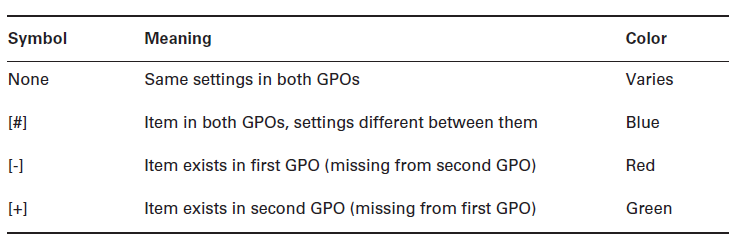 Symbol Meaning Color
None Same settings in both GPOs Varies
[#] Item in both GPOs, settings different between them Blue
[-] Item exists in first GPO (missing from second GPO) Red
[+] Item exists in second GPO (missing from first GPO) Green